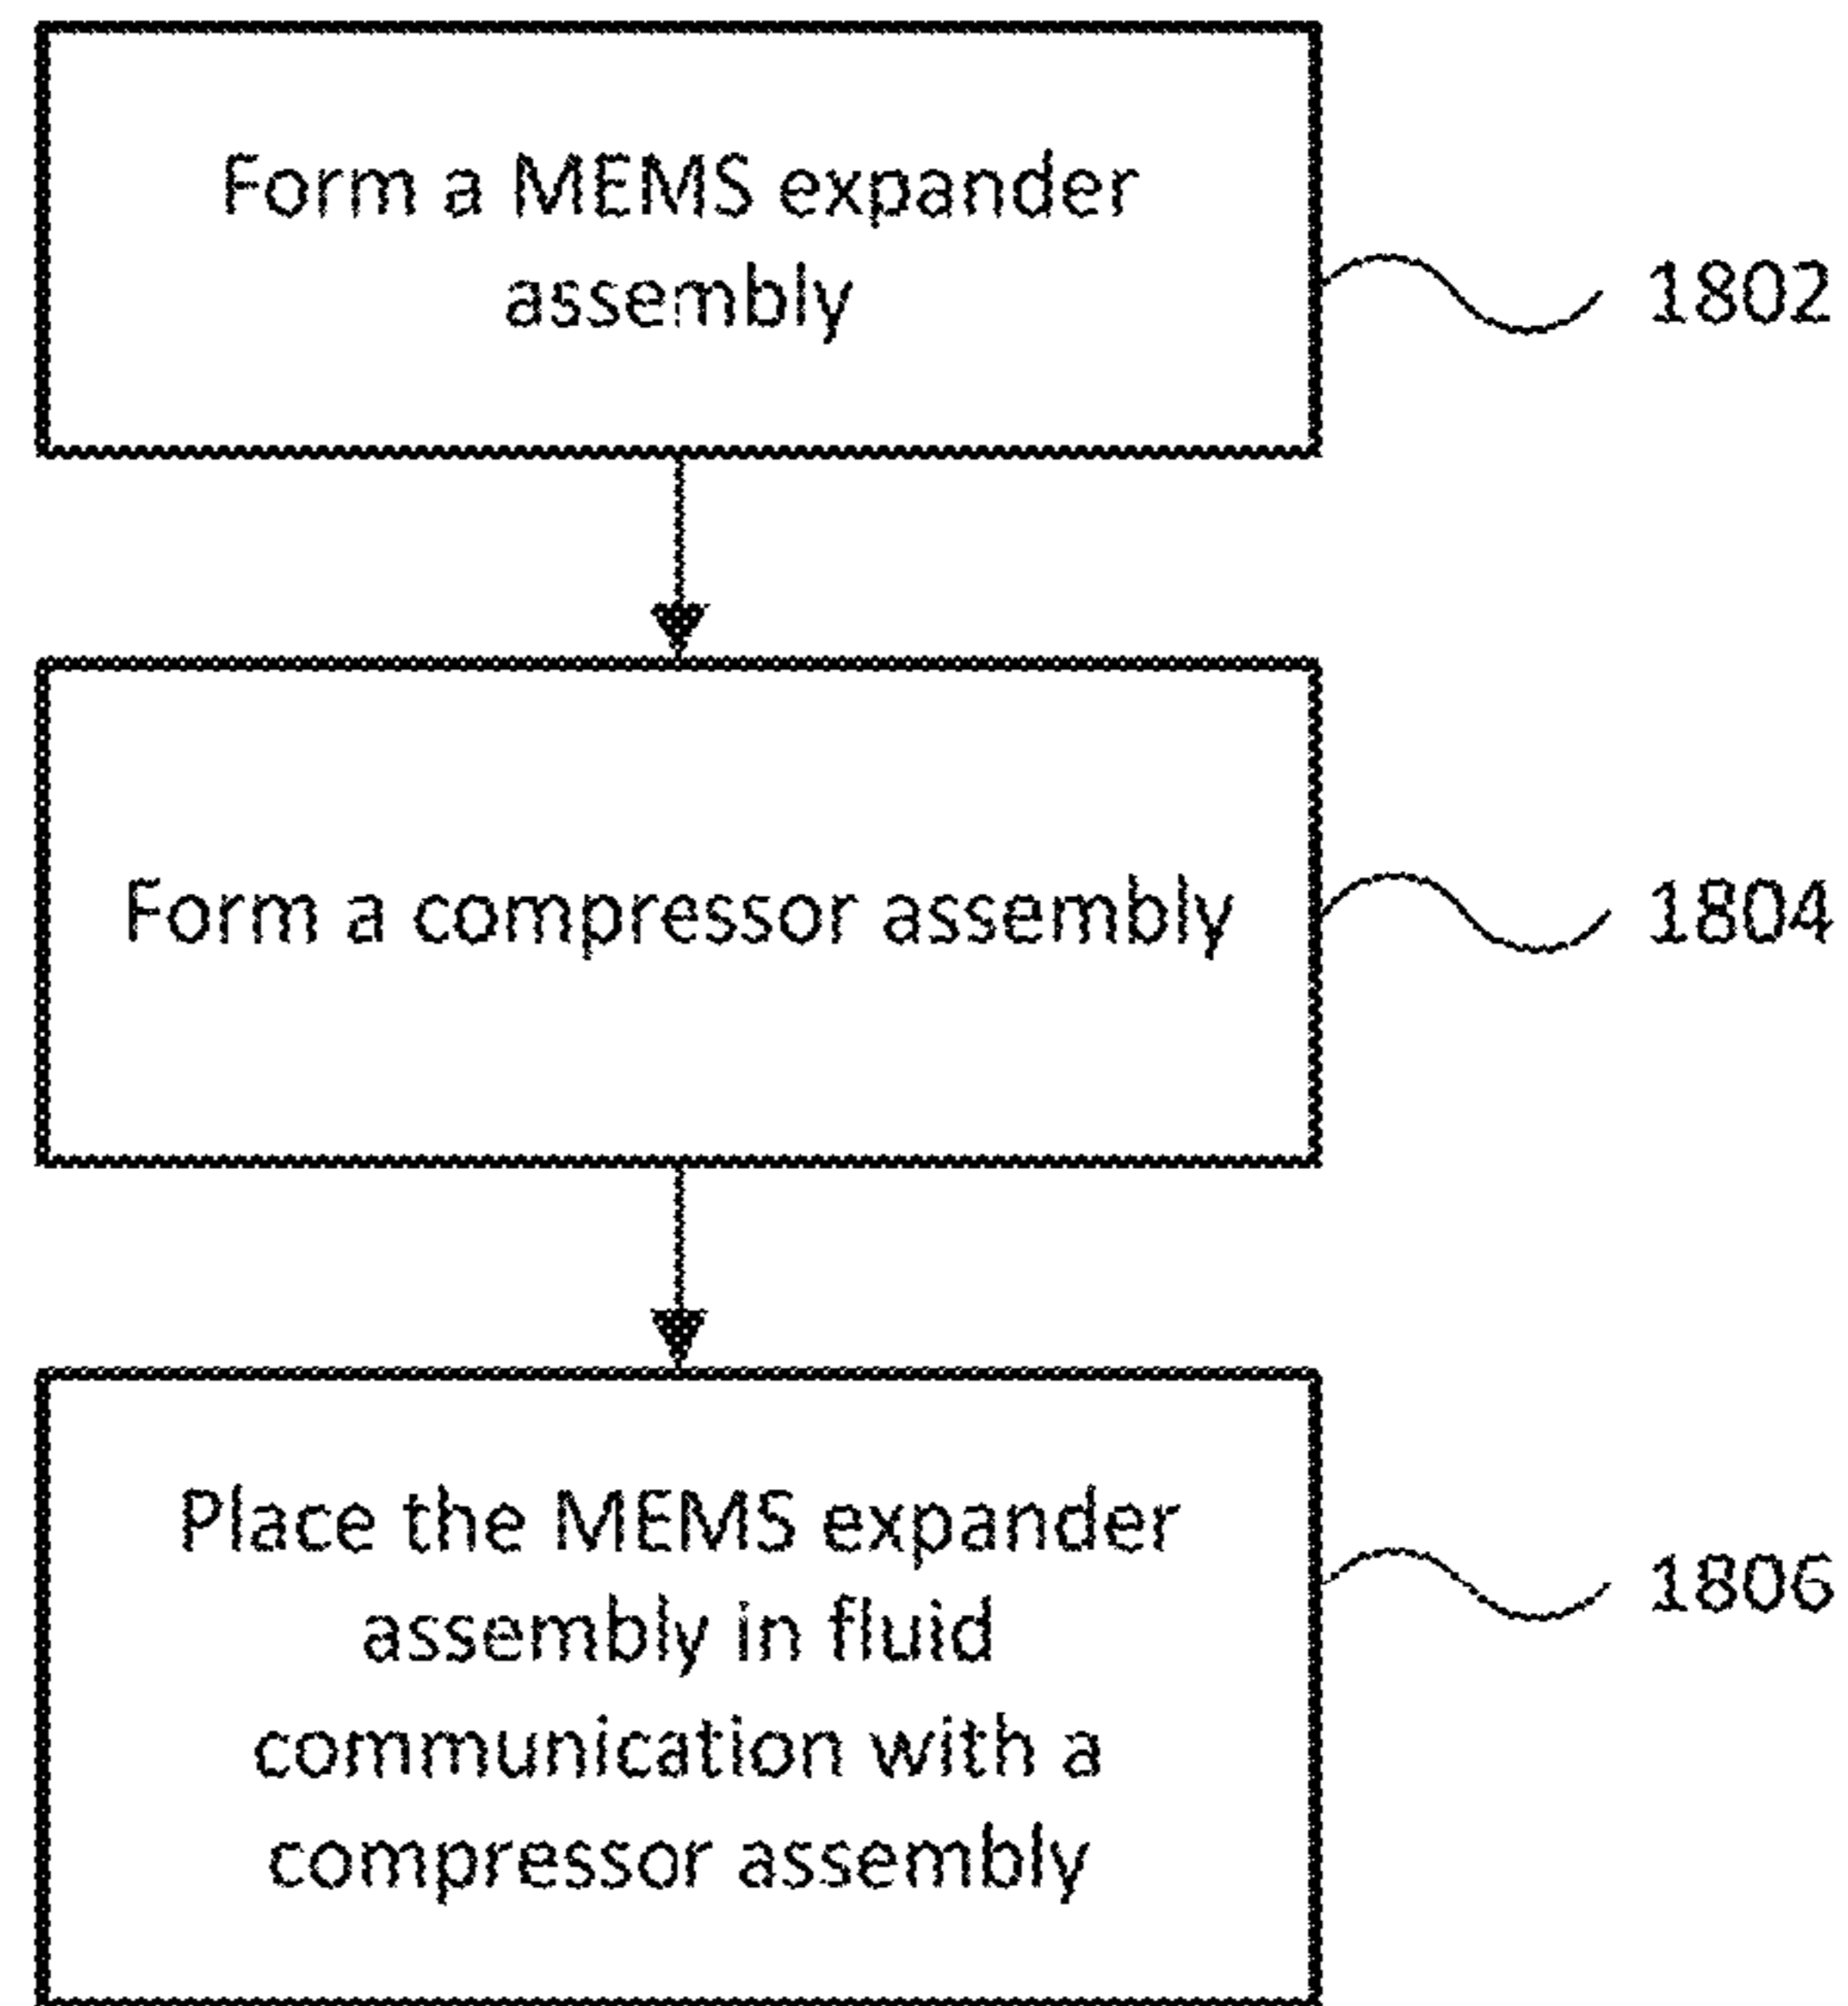 Form a MEMS expander
assembly
1802
Form a compressor assembly
1804
Place the MEMS expander
assembly in fluid
communication with a
compressor assembly
1806